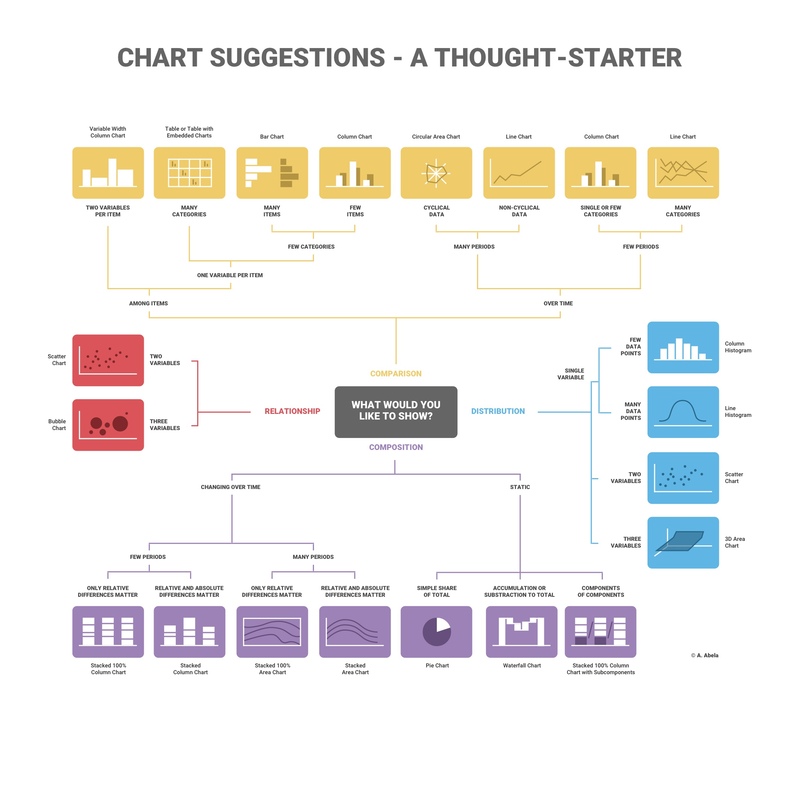 CHART SUGGESTIONS - A THOUGHT-STARTER
Variable Width
Column Chart
Table or Table with
Embedded Charts
Bar Chart
Column Chart
Circular Area Chart
Line Chart
Column Chart
Line Chart
TWO VARIABLES
PER ITEM
MANY
CATEGORIES
MANY
ITEMS
FEW
ITEMS
CYCLICAL
DATA
NON-CYCLICAL
DATA
SINGLE OR FEW
CATEGORIES
MANY
CATEGORIES
FEW CATEGORIES
MANY PERIODS
FEW PERIODS
ONE VARIABLE PER ITEM
AMONG ITEMS
OVER TIME
COMPARISON
Scatter
Chart
TWO
VARIABLES
Bubble
Chart
THREE
VARIABLES
RELATIONSHIP
WHAT WOULD YOU
LIKE TO SHOW?
DISTRIBUTION
SINGLE
VARIABLE
FEW
DATA
POINTS
Column
Histogram
MANY
DATA
POINTS
Line
Histogram
TWO
VARIABLES
Scatter
Chart
THREE
VARIABLES
3D Area
Chart
COMPOSITION
CHANGING OVER TIME
STATIC
FEW PERIODS
MANY PERIODS
ONLY RELATIVE
DIFFERENCES MATTER
RELATIVE AND ABSOLUTE
DIFFERENCES MATTER
ONLY RELATIVE
DIFFERENCES MATTER
RELATIVE AND ABSOLUTE
DIFFERENCES MATTER
SIMPLE SHARE
OF TOTAL
ACCUMULATION OR
SUBSTRACTION TO TOTAL
COMPONENTS
OF COMPONENTS
Stacked 100%
Column Chart
Stacked
Column Chart
Stacked 100%
Area Chart
Stacked
Area Chart
Pie Chart
Waterfall Chart
Stacked 100% Column
Chart with Subcomponents
© A. Abela